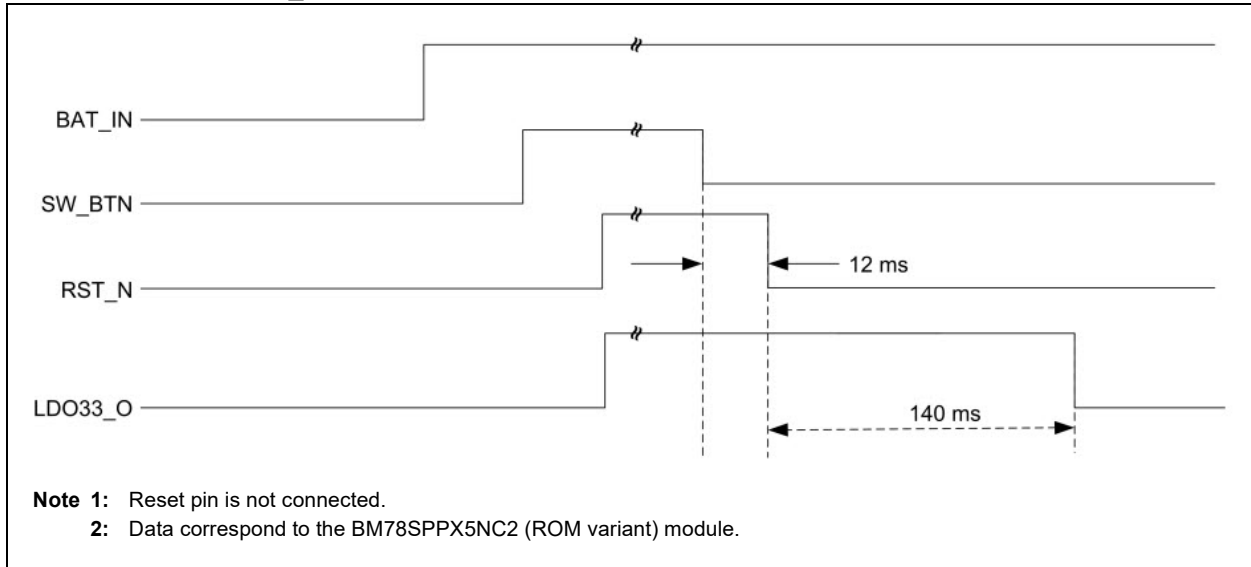 BAT_IN
SW_BTN
12 ms
RST_N
LDO33_O
140 ms
Note 1: Reset pin is not connected.
2: Data correspond to the BM78SPPX5NC2 (ROM variant) module.